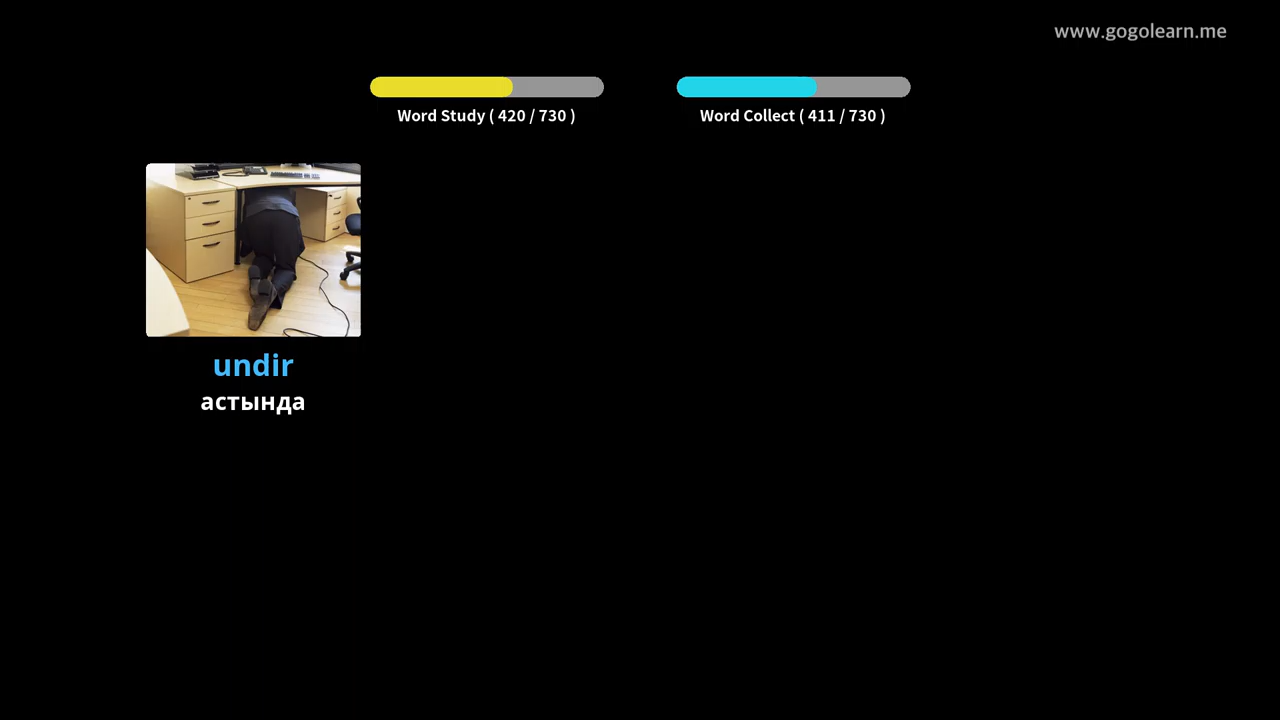 www.gogolearn.me
Word Study ( 420 / 730 )
Word Collect ( 411 / 730 )
undir
астында